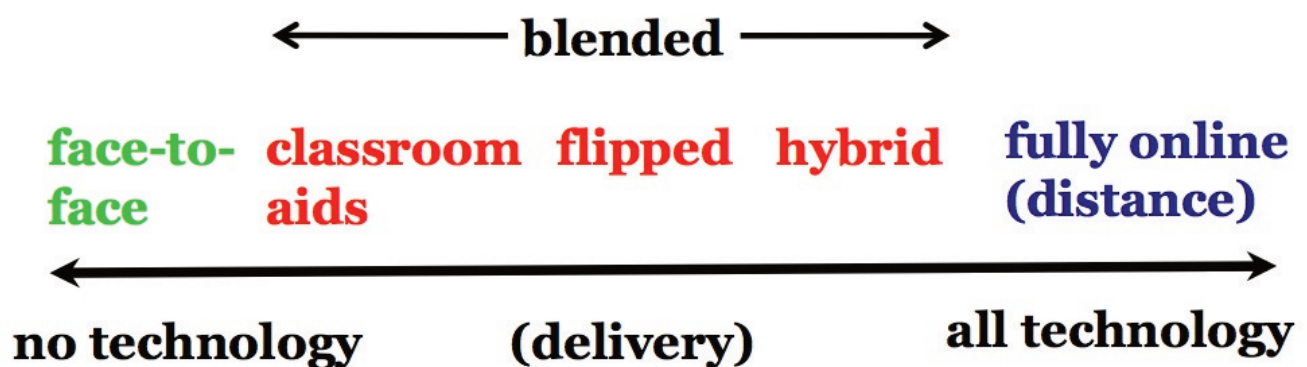 blended
face-to-
face
classroom
aids
flipped
hybrid
fully online
(distance)
no technology
(delivery)
all technology